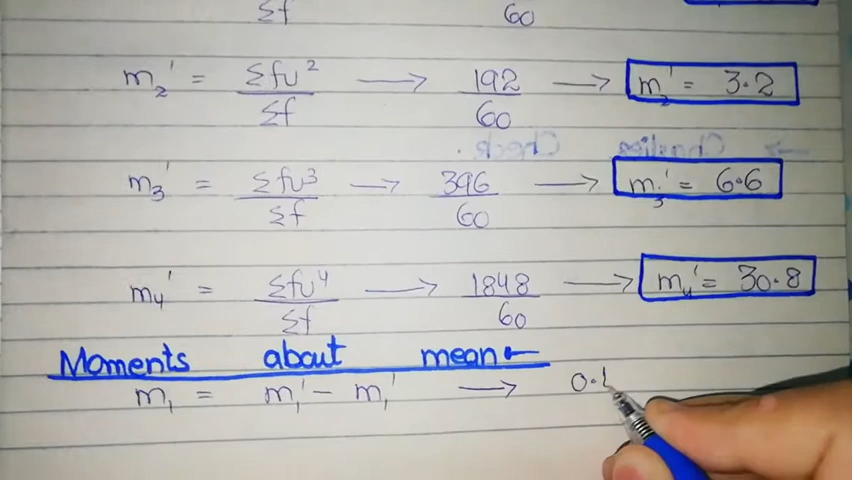 Σf 60
m₂' = Σfu² / Σf → 192 / 60 → m₂' = 3.2
m₃' = Σfu³ / Σf → 396 / 60 → m₃' = 6.6
m₄' = Σfu⁴ / Σf → 1848 / 60 → m₄' = 30.8
Moments about mean ←
m₁ = m₁' - m₁' → 0.